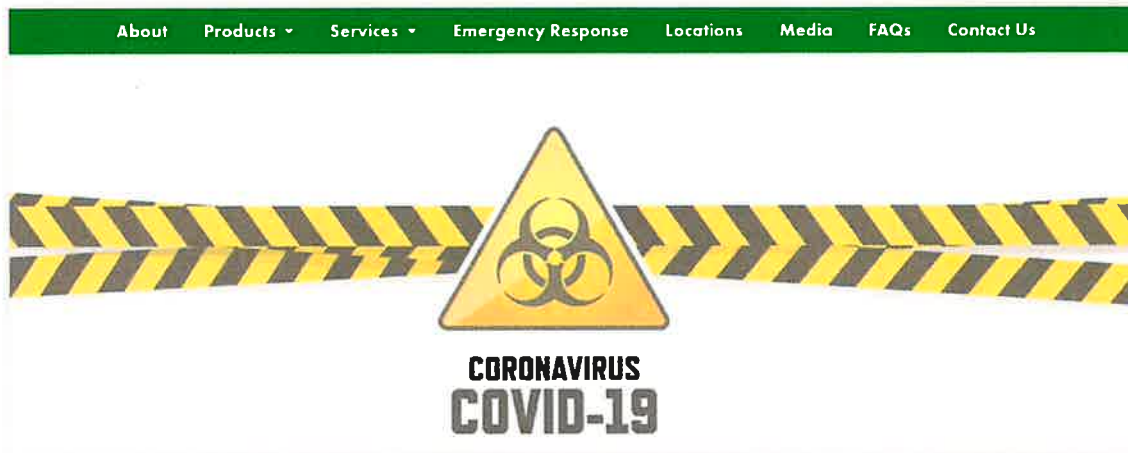 About Products Services Emergency Response Locations Media FAQs Contact Us
CORONAVIRUS
COVID-19